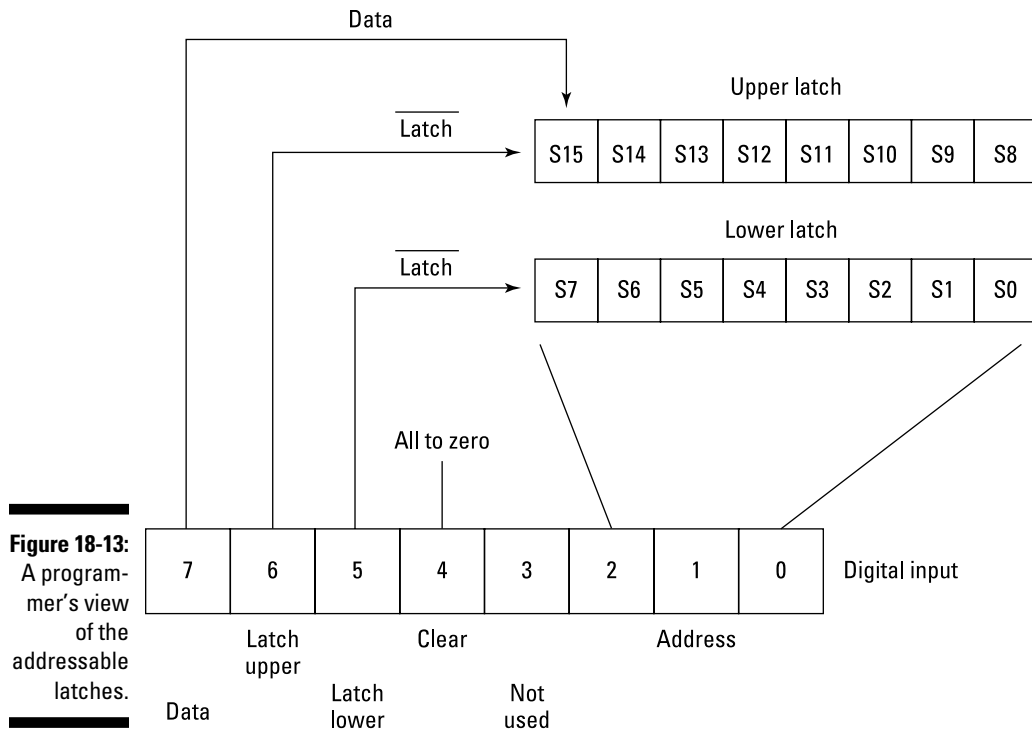 Data
Upper latch
Latch
S15 S14 S13 S12 S11 S10 S9 S8
Lower latch
Latch
S7 S6 S5 S4 S3 S2 S1 S0
All to zero
Figure 18-13:
A program-
mer's view
of the
addressable
latches.
7 6 5 4 3 2 1 0
Digital input
Latch
upper
Clear
Address
Data
Latch
lower
Not
used